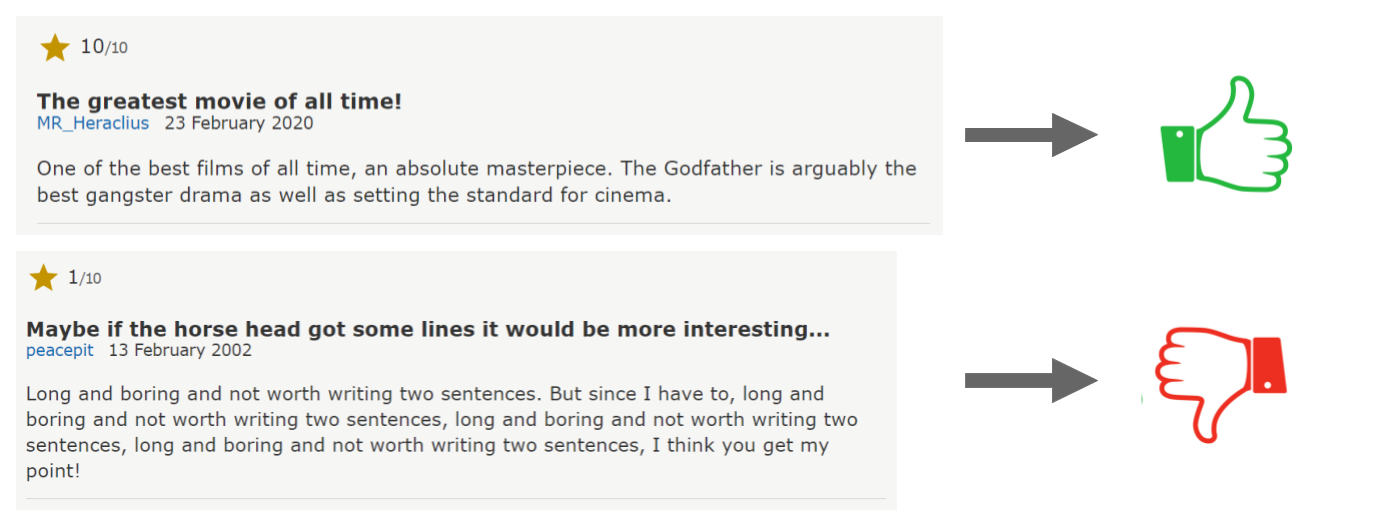 10/10
The greatest movie of all time!
MR_Heraclius 23 February 2020
One of the best films of all time, an absolute masterpiece. The Godfather is arguably the
best gangster drama as well as setting the standard for cinema.
1/10
Maybe if the horse head got some lines it would be more interesting...
peacepit 13 February 2002
Long and boring and not worth writing two sentences. But since I have to, long and
boring and not worth writing two sentences, long and boring and not worth writing two
sentences, long and boring and not worth writing two sentences, I think you get my
point!